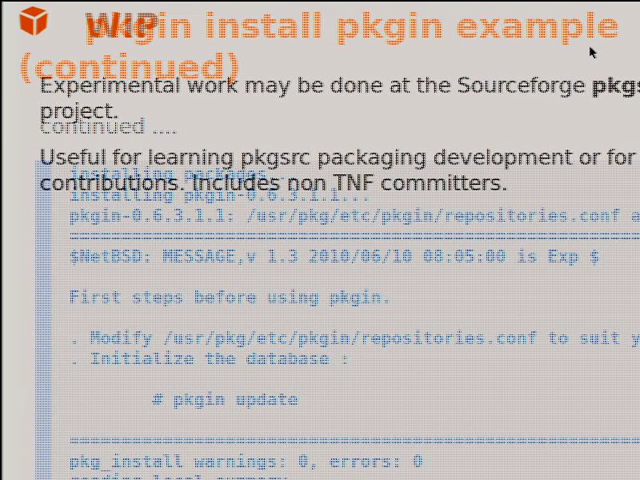 pkgin install pkgin example
WIP
(continued)
Experimental work may be done at the Sourceforge
project.
continued ....
Useful for learning pkgsrc packaging development or for
installing packages...
contributions. Includes non TNF committers.
installing pkgin-0.6.3.1.1...
pkgin-0.6.3.1.1: /usr/pkg/etc/pkgin/repositories.conf
================================================
$NetBSD: MESSAGE,v 1.3 2010/06/10 08:05:00 is Exp $
First steps before using pkgin.
. Modify /usr/pkg/etc/pkgin/repositories.conf to suit
. Initialize the database :
# pkgin update
================================================
pkg_install warnings: 0, errors: 0